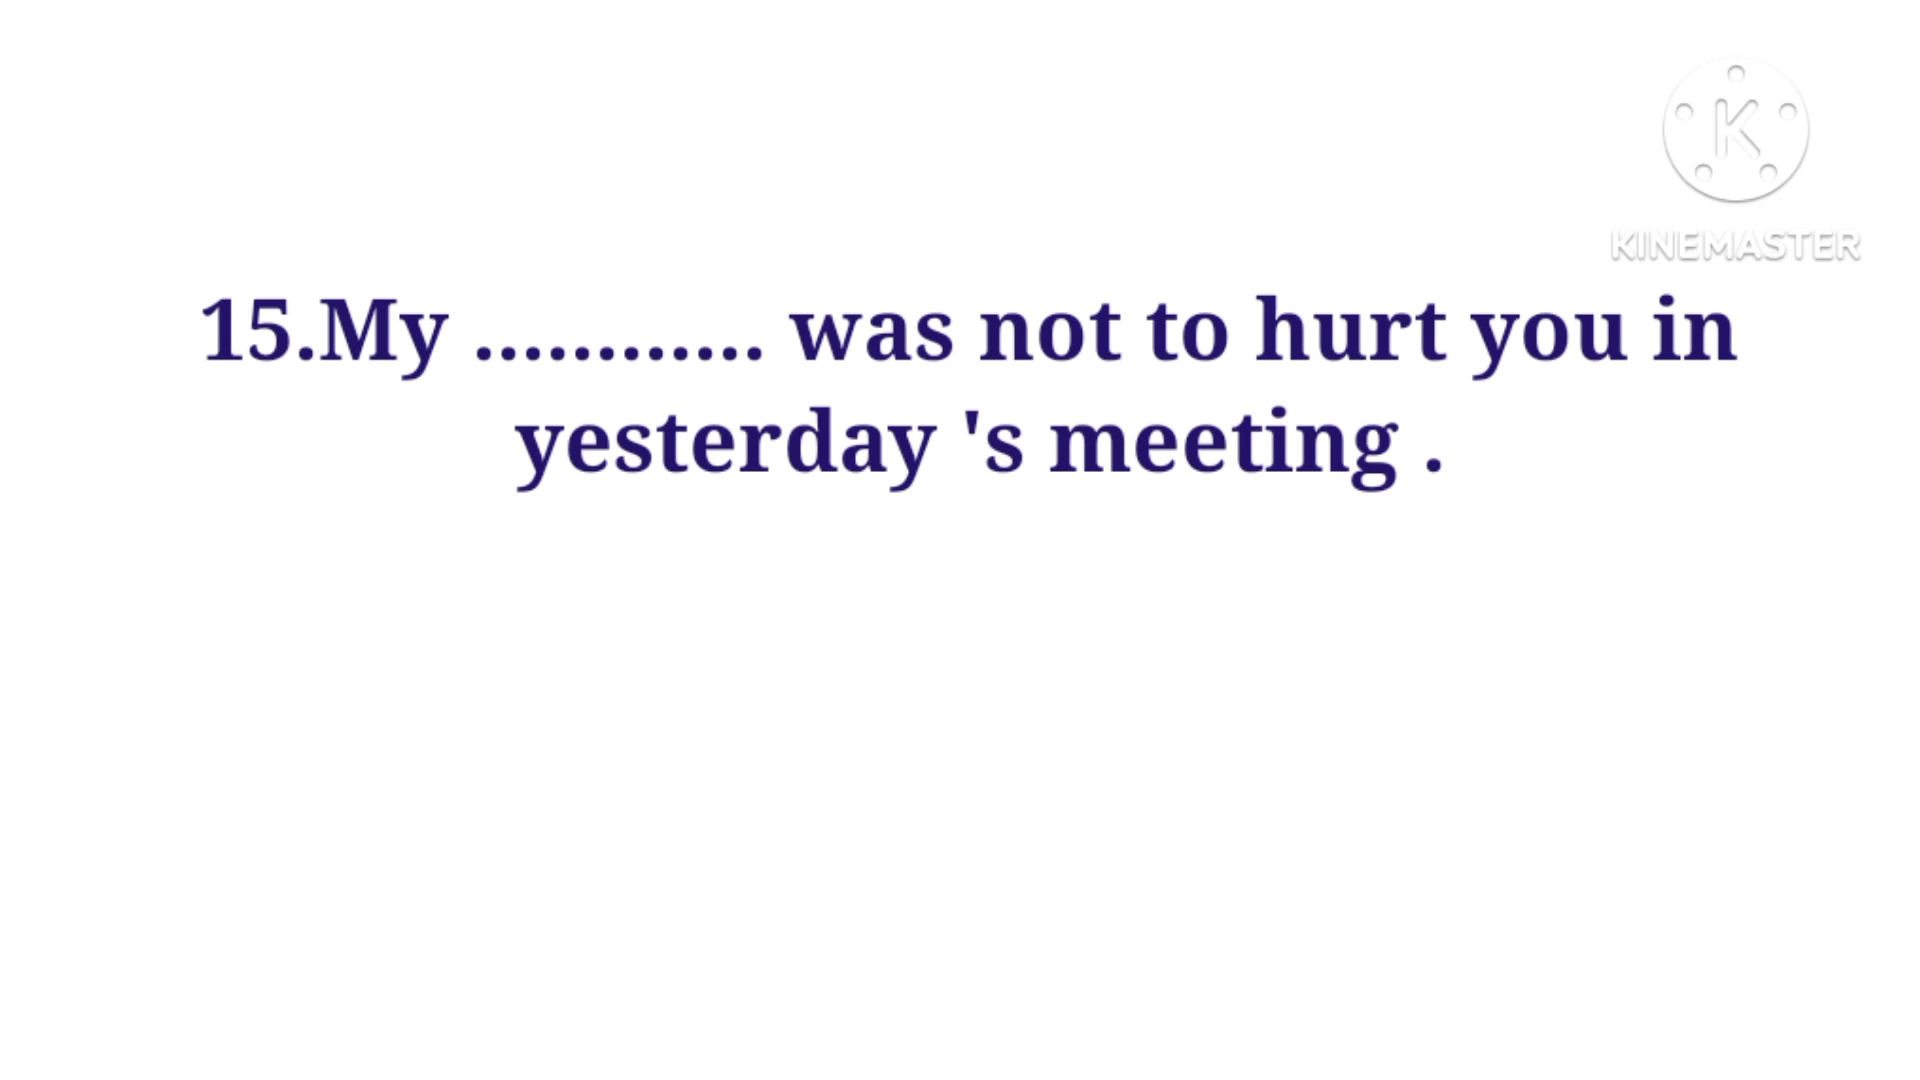 K
KINEMASTER
15.My ............ was not to hurt you in
yesterday 's meeting .